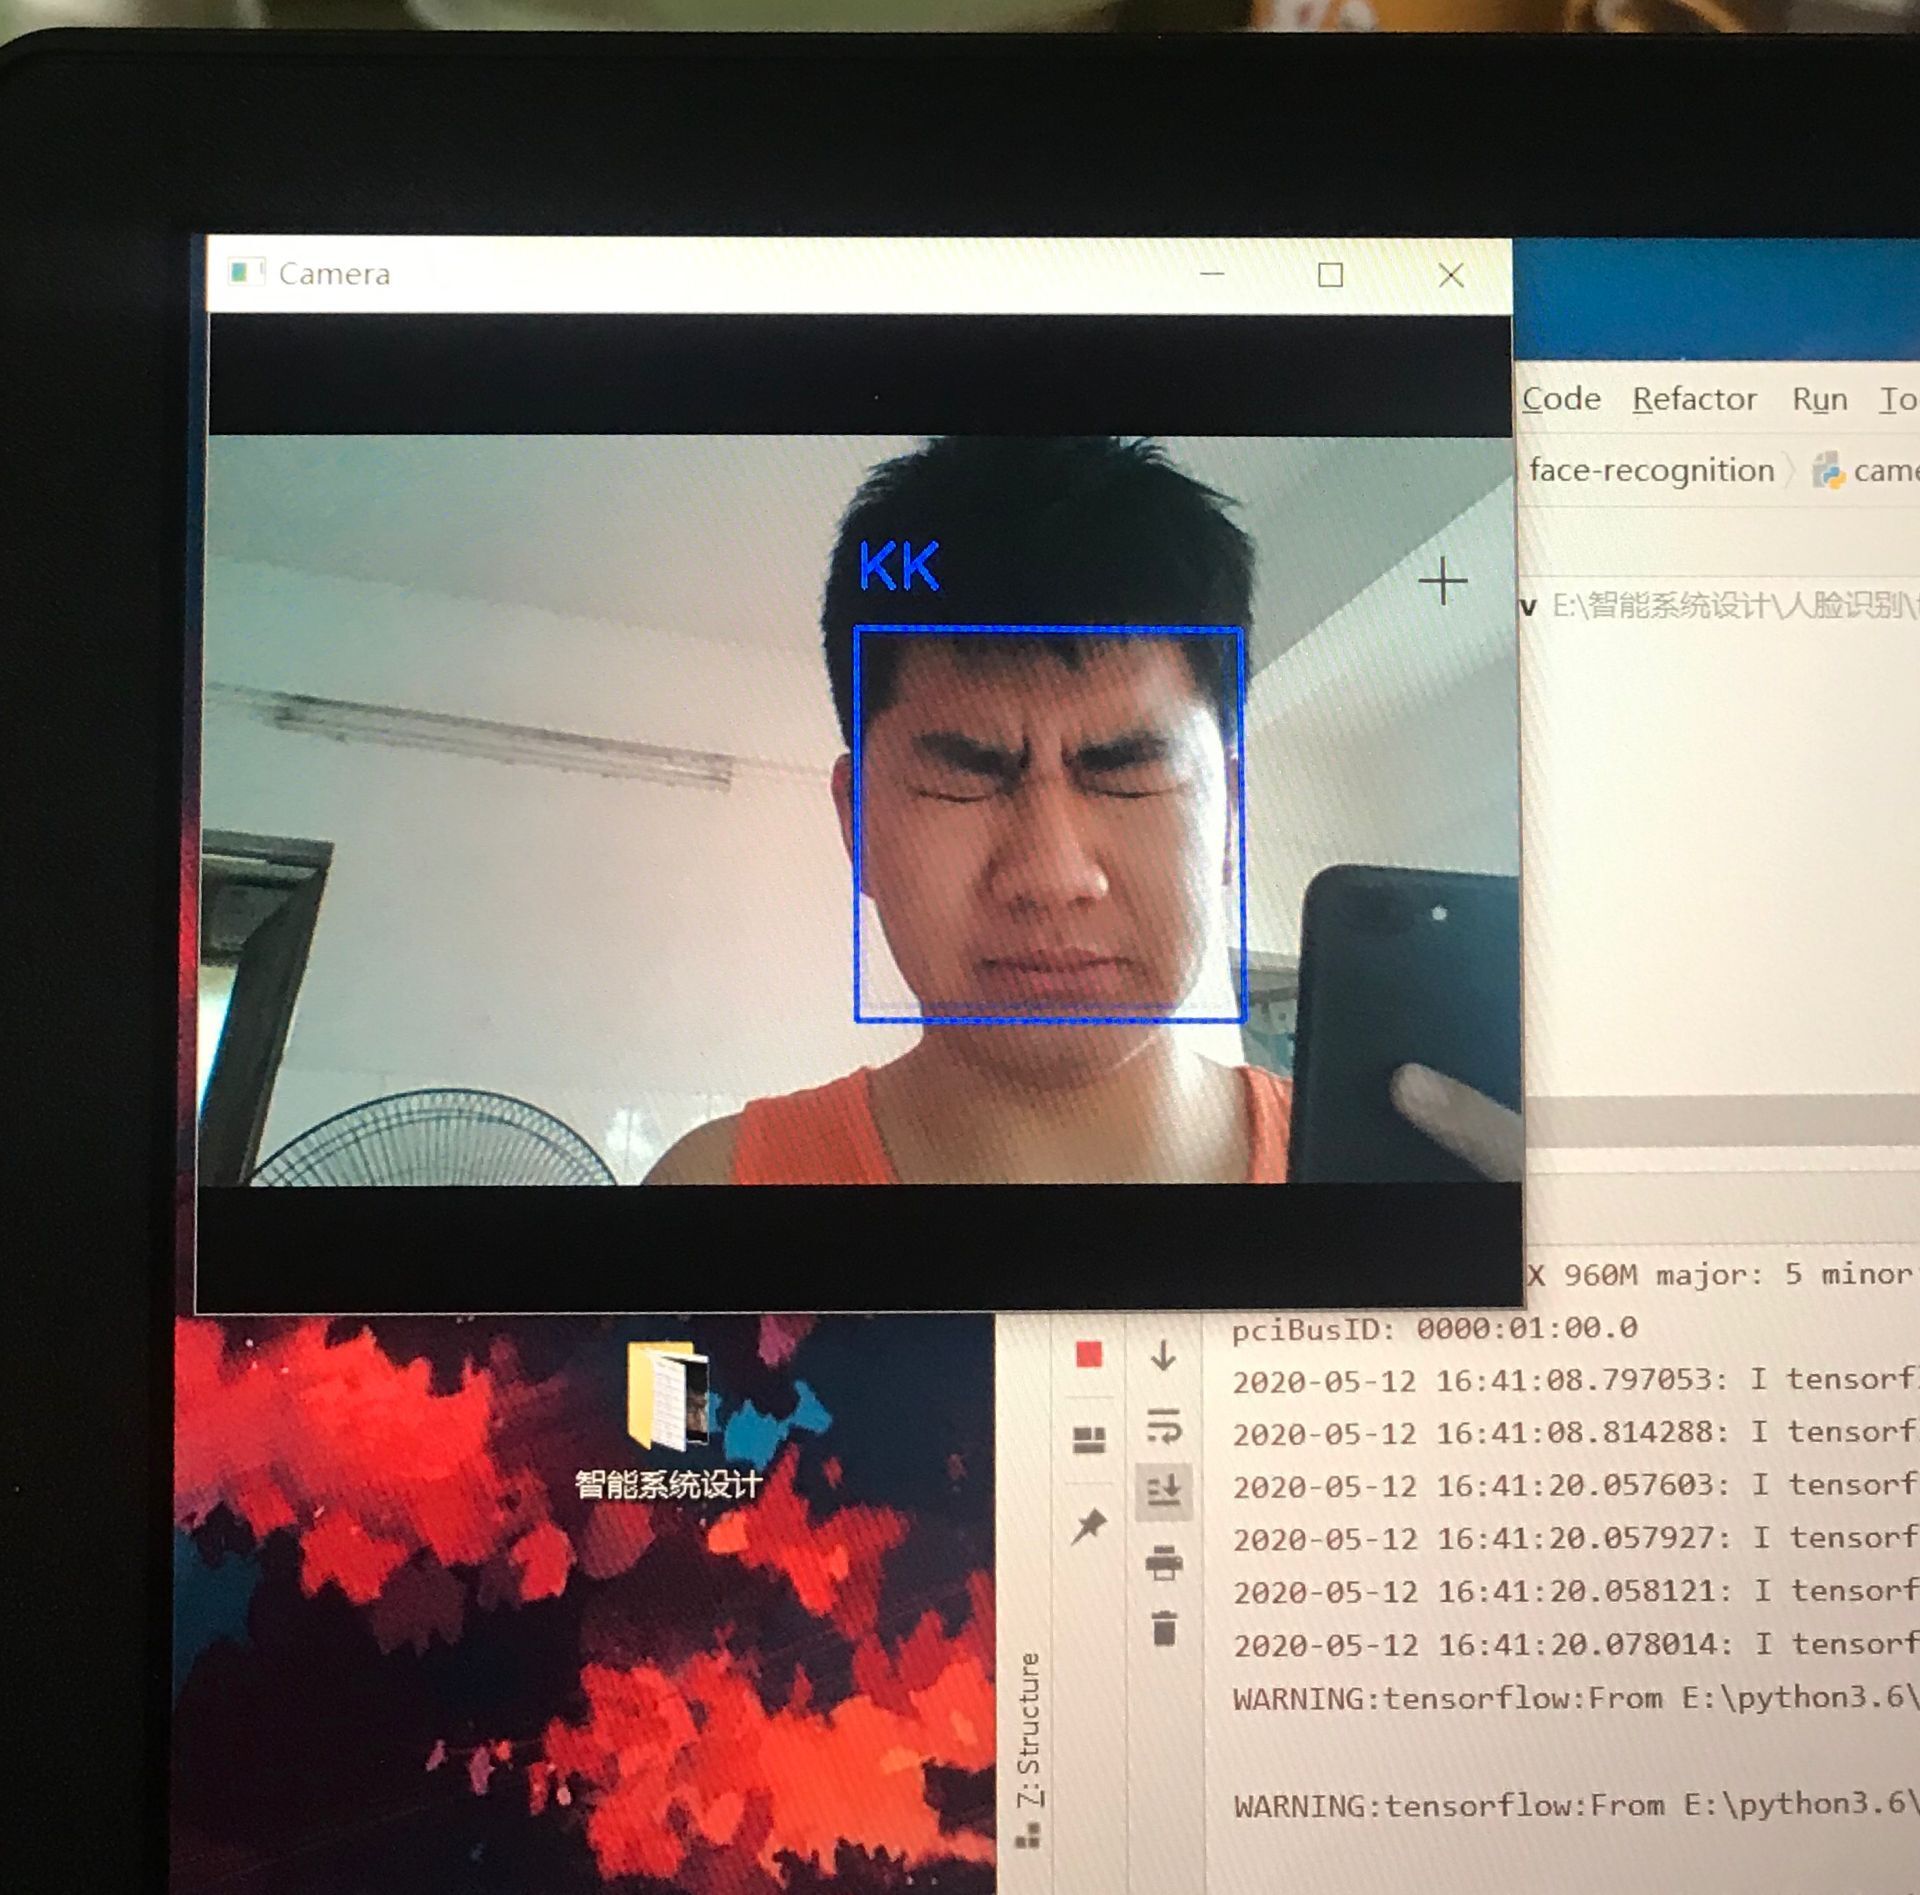 Camera
Code Refactor Run To
face-recognition came
KK
v E:\智能系统设计\人脸识别\
X 960M major: 5 minor
pciBusID: 0000:01:00.0
2020-05-12 16:41:08.797053: I tensorf
2020-05-12 16:41:08.814288: I tensorf
智能系统设计
2020-05-12 16:41:20.057603: I tensorf
2020-05-12 16:41:20.057927: I tensorf
2020-05-12 16:41:20.058121: I tensorf
2020-05-12 16:41:20.078014: I tensorf
WARNING:tensorflow:From E:\python3.6\
Z: Structure
WARNING:tensorflow:From E:\python3.6\